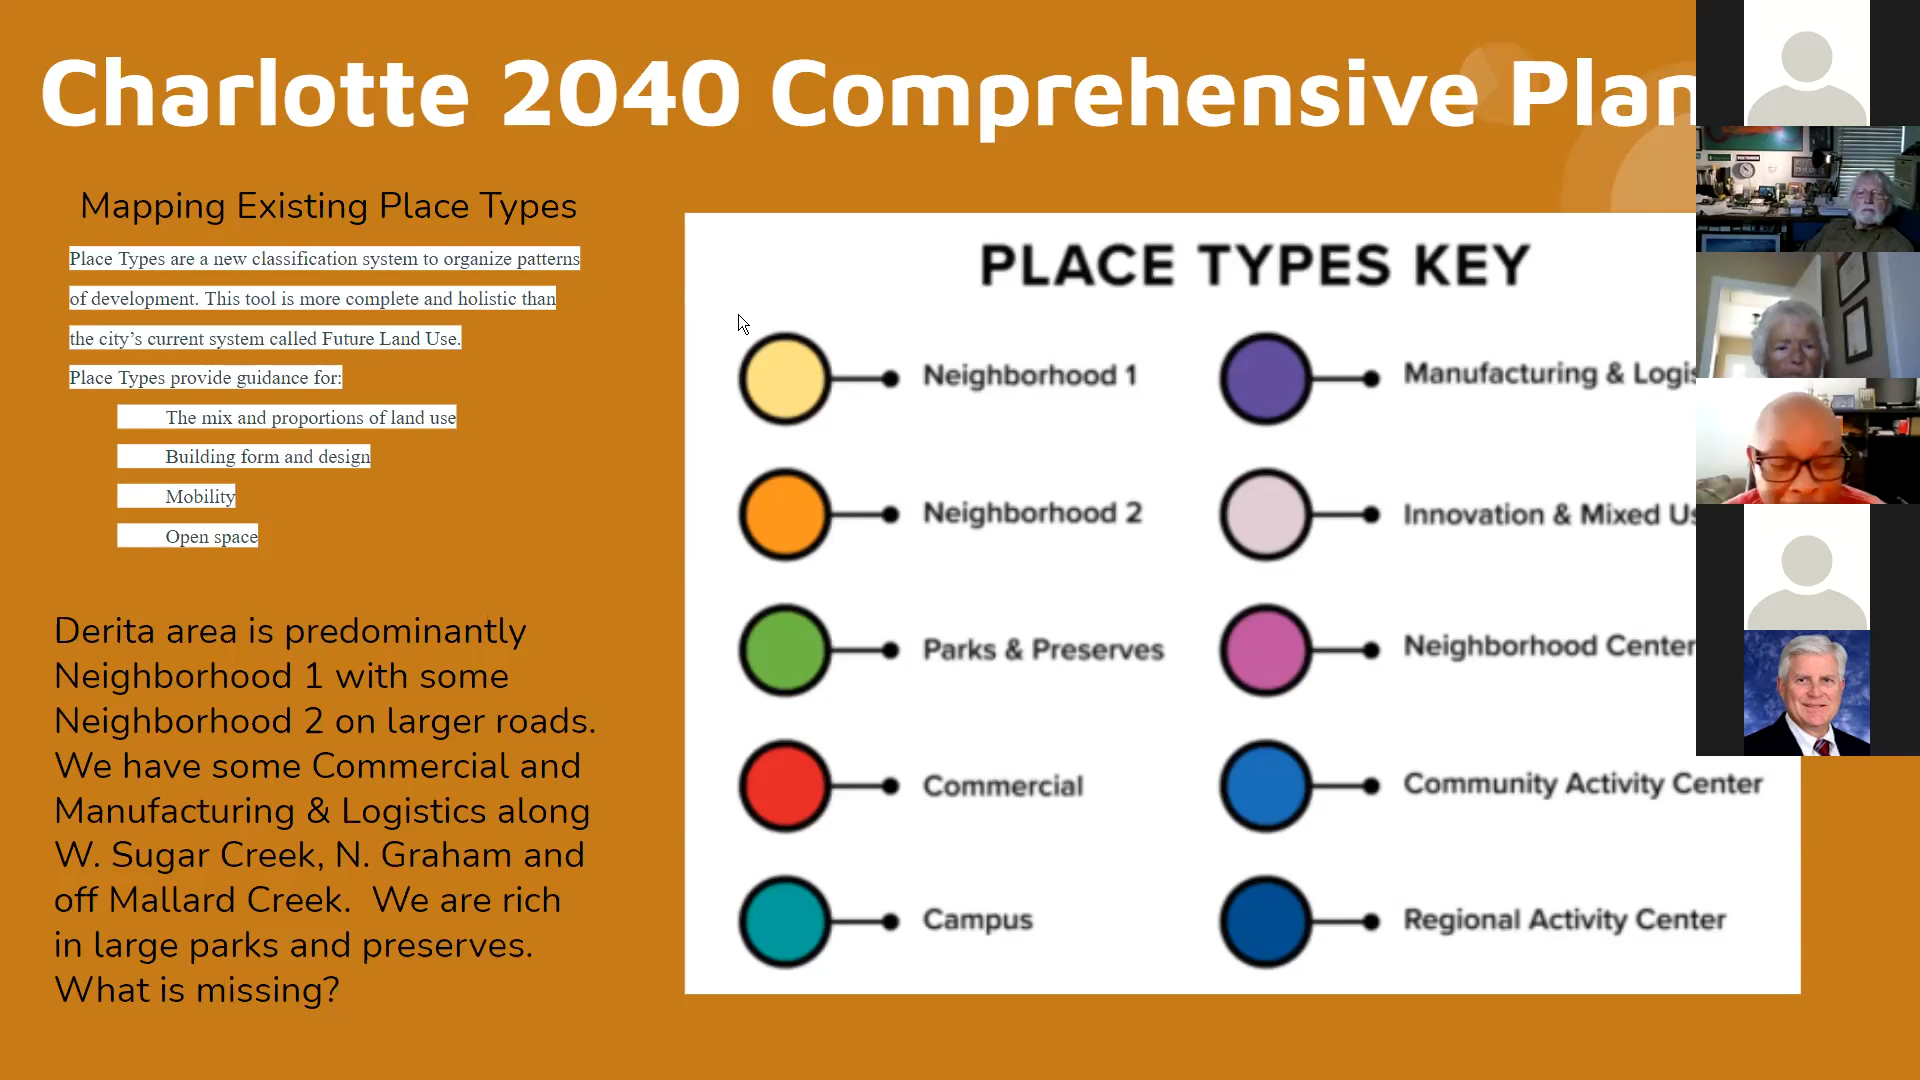 Charlotte 2040 Comprehensive Plan
Mapping Existing Place Types
Place Types are a new classification system to organize patterns
of development. This tool is more complete and holistic than
the city's current system called Future Land Use.
Place Types provide guidance for:
The mix and proportions of land use
Building form and design
Mobility
Open space
Derita area is predominantly
Neighborhood 1 with some
Neighborhood 2 on larger roads.
We have some Commercial and
Manufacturing & Logistics along
W. Sugar Creek, N. Graham and
off Mallard Creek. We are rich
in large parks and preserves.
What is missing?
PLACE TYPES KEY
Neighborhood 1
Neighborhood 2
Parks & Preserves
Commercial
Campus
Manufacturing & Logis
Innovation & Mixed Us
Neighborhood Center
Community Activity Center
Regional Activity Center